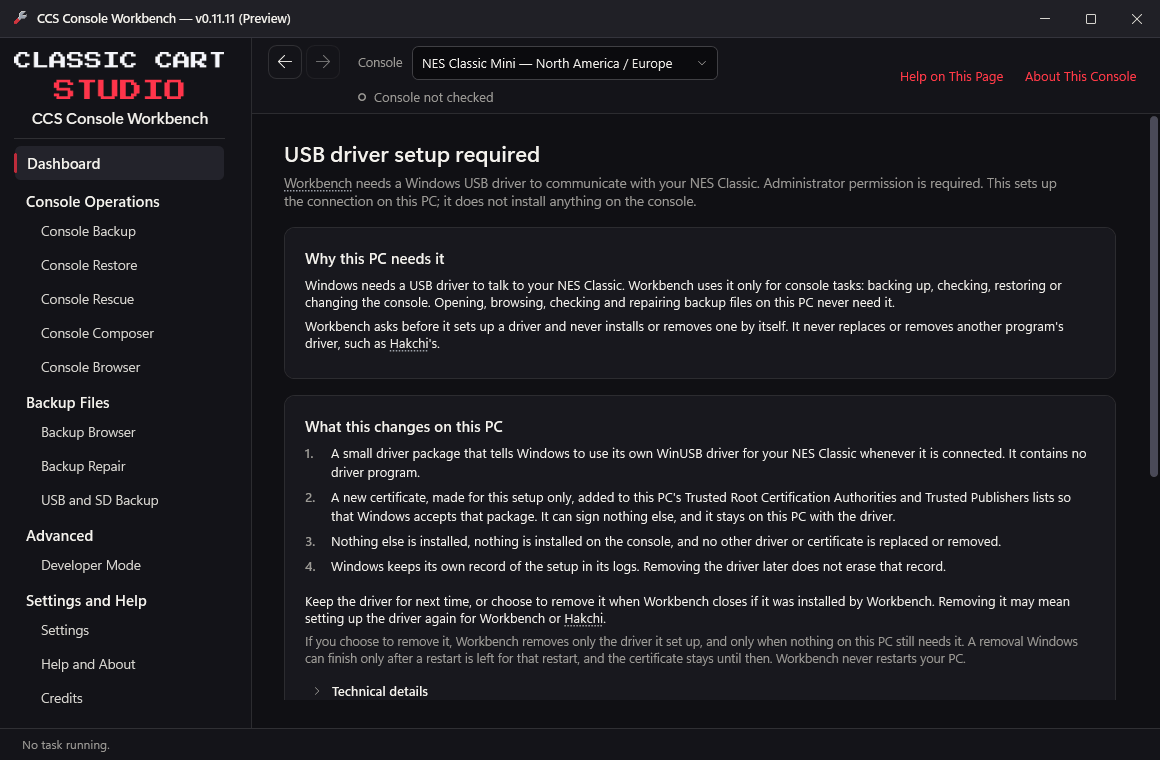 CCS Console Workbench — v0.11.11 (Preview)
CLASSIC CART
STUDIO
CCS Console Workbench
Dashboard
Console Operations
Console Backup
Console Restore
Console Rescue
Console Composer
Console Browser
Backup Files
Backup Browser
Backup Repair
USB and SD Backup
Advanced
Developer Mode
Settings and Help
Settings
Help and About
Credits
Console
NES Classic Mini — North America / Europe
Console not checked
Help on This Page
About This Console
USB driver setup required
Workbench needs a Windows USB driver to communicate with your NES Classic. Administrator permission is required. This sets up
the connection on this PC; it does not install anything on the console.
Why this PC needs it
Windows needs a USB driver to talk to your NES Classic. Workbench uses it only for console tasks: backing up, checking, restoring or
changing the console. Opening, browsing, checking and repairing backup files on this PC never need it.
Workbench asks before it sets up a driver and never installs or removes one by itself. It never replaces or removes another program's
driver, such as Hakchi's.
What this changes on this PC
1. A small driver package that tells Windows to use its own WinUSB driver for your NES Classic whenever it is connected. It contains no
driver program.
2. A new certificate, made for this setup only, added to this PC's Trusted Root Certification Authorities and Trusted Publishers lists so
that Windows accepts that package. It can sign nothing else, and it stays on this PC with the driver.
3. Nothing else is installed, nothing is installed on the console, and no other driver or certificate is replaced or removed.
4. Windows keeps its own record of the setup in its logs. Removing the driver later does not erase that record.
Keep the driver for next time, or choose to remove it when Workbench closes if it was installed by Workbench. Removing it may mean
setting up the driver again for Workbench or Hakchi.
If you choose to remove it, Workbench removes only the driver it set up, and only when nothing on this PC still needs it. A removal Windows
can finish only after a restart is left for that restart, and the certificate stays until then. Workbench never restarts your PC.
Technical details
No task running.